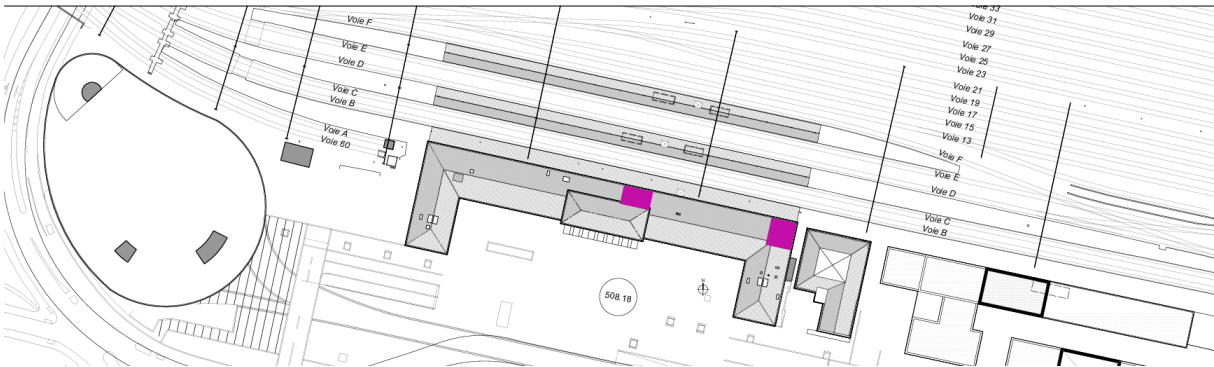 Voie F
Voie E
Voie D
Voie C
Voie B
Voie A
Voie 60
Voie 33
Voie 31
Voie 29
Voie 27
Voie 25
Voie 23
Voie 21
Voie 19
Voie 17
Voie 15
Voie 13
Voie F
Voie E
Voie D
Voie C
Voie B
508.18
N